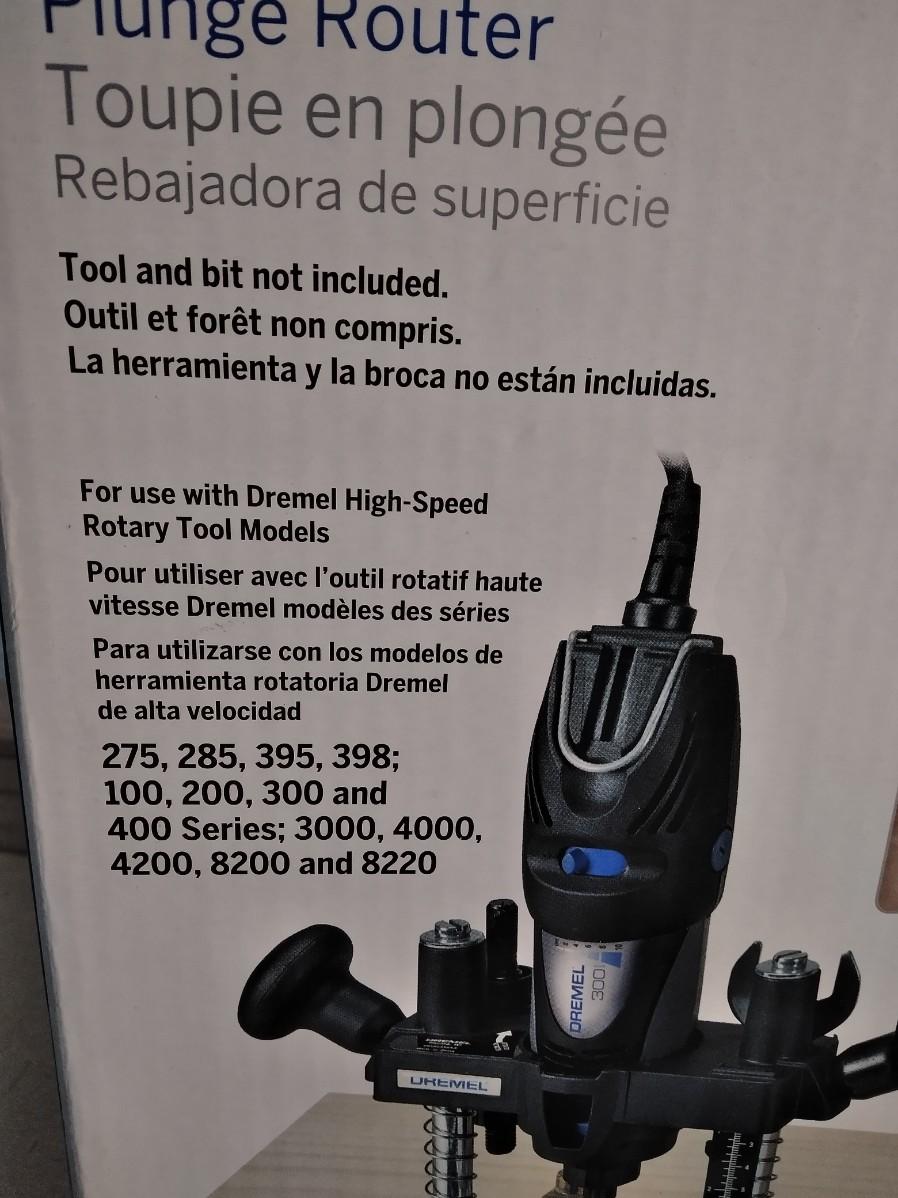 Plunge Router
Toupie en plongée
Rebajadora de superficie
Tool and bit not included.
Outil et forêt non compris.
La herramienta y la broca no están incluidas.
For use with Dremel High-Speed
Rotary Tool Models
Pour utiliser avec l'outil rotatif haute
vitesse Dremel modèles des séries
Para utilizarse con los modelos de
herramienta rotatoria Dremel
de alta velocidad
275, 285, 395, 398;
100, 200, 300 and
400 Series; 3000, 4000,
4200, 8200 and 8220
DREMEL
300
DREMEL